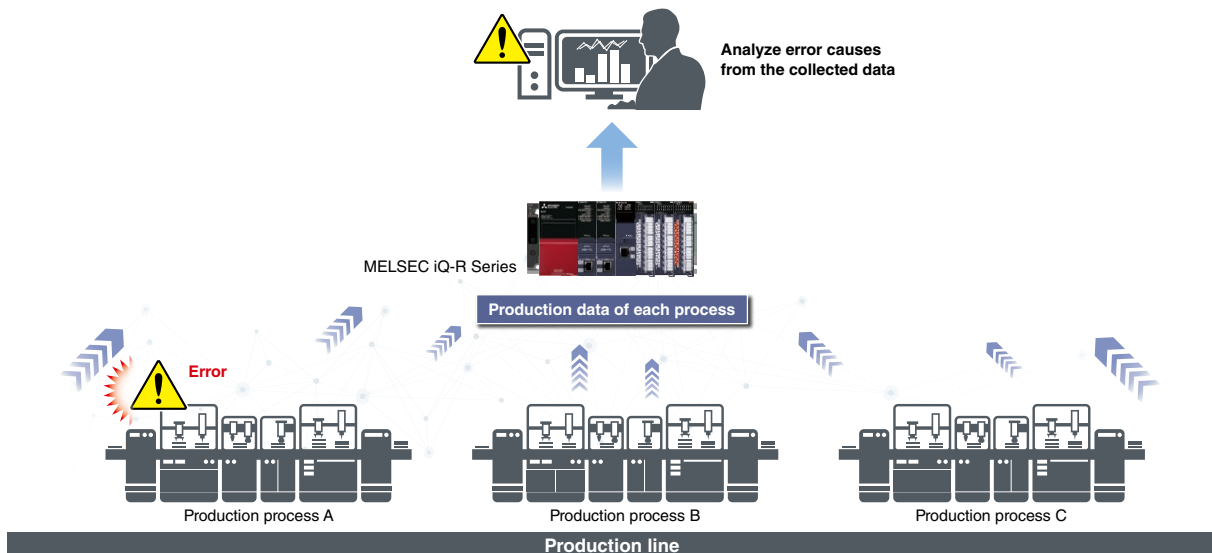 Analyze error causes
from the collected data
MELSEC iQ-R Series
Production data of each process
Error
Production process A
Production process B
Production process C
Production line